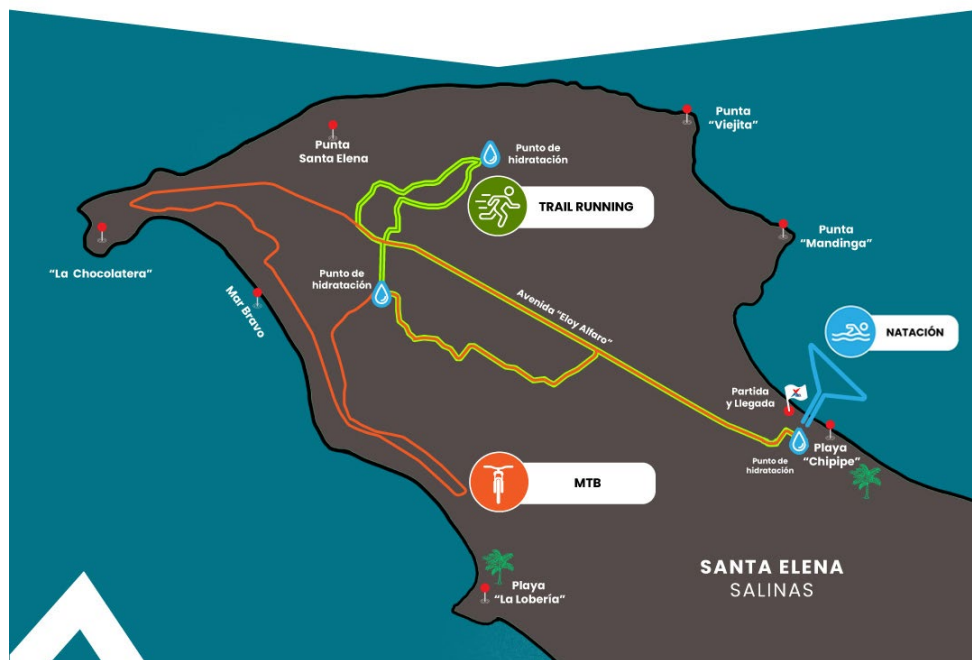 Punta
"Viejita"
Punta
Santa Elena
Punto de
hidratación
TRAIL RUNNING
Punta
"Mandinga"
"La Chocolatera"
Punto de
hidratación
Mar Bravo
Avenida "Eloy Alfaro"
NATACIÓN
Partida
y Llegada
Playa
"Chipipe"
Punto de
hidratación
MTB
Playa
"La Lobería"
SANTA ELENA
SALINAS